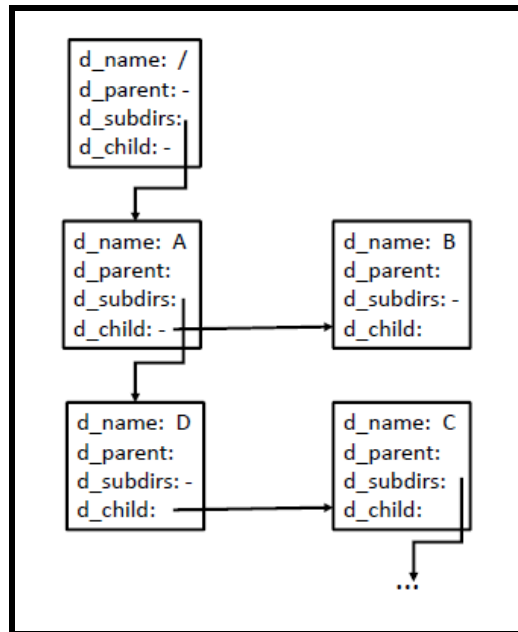 d_name: /
d_parent: -
d_subdirs:
d_child: -
d_name: A
d_parent:
d_subdirs:
d_child: -
d_name: B
d_parent:
d_subdirs: -
d_child:
d_name: D
d_parent:
d_subdirs: -
d_child:
d_name: C
d_parent:
d_subdirs:
d_child:
...